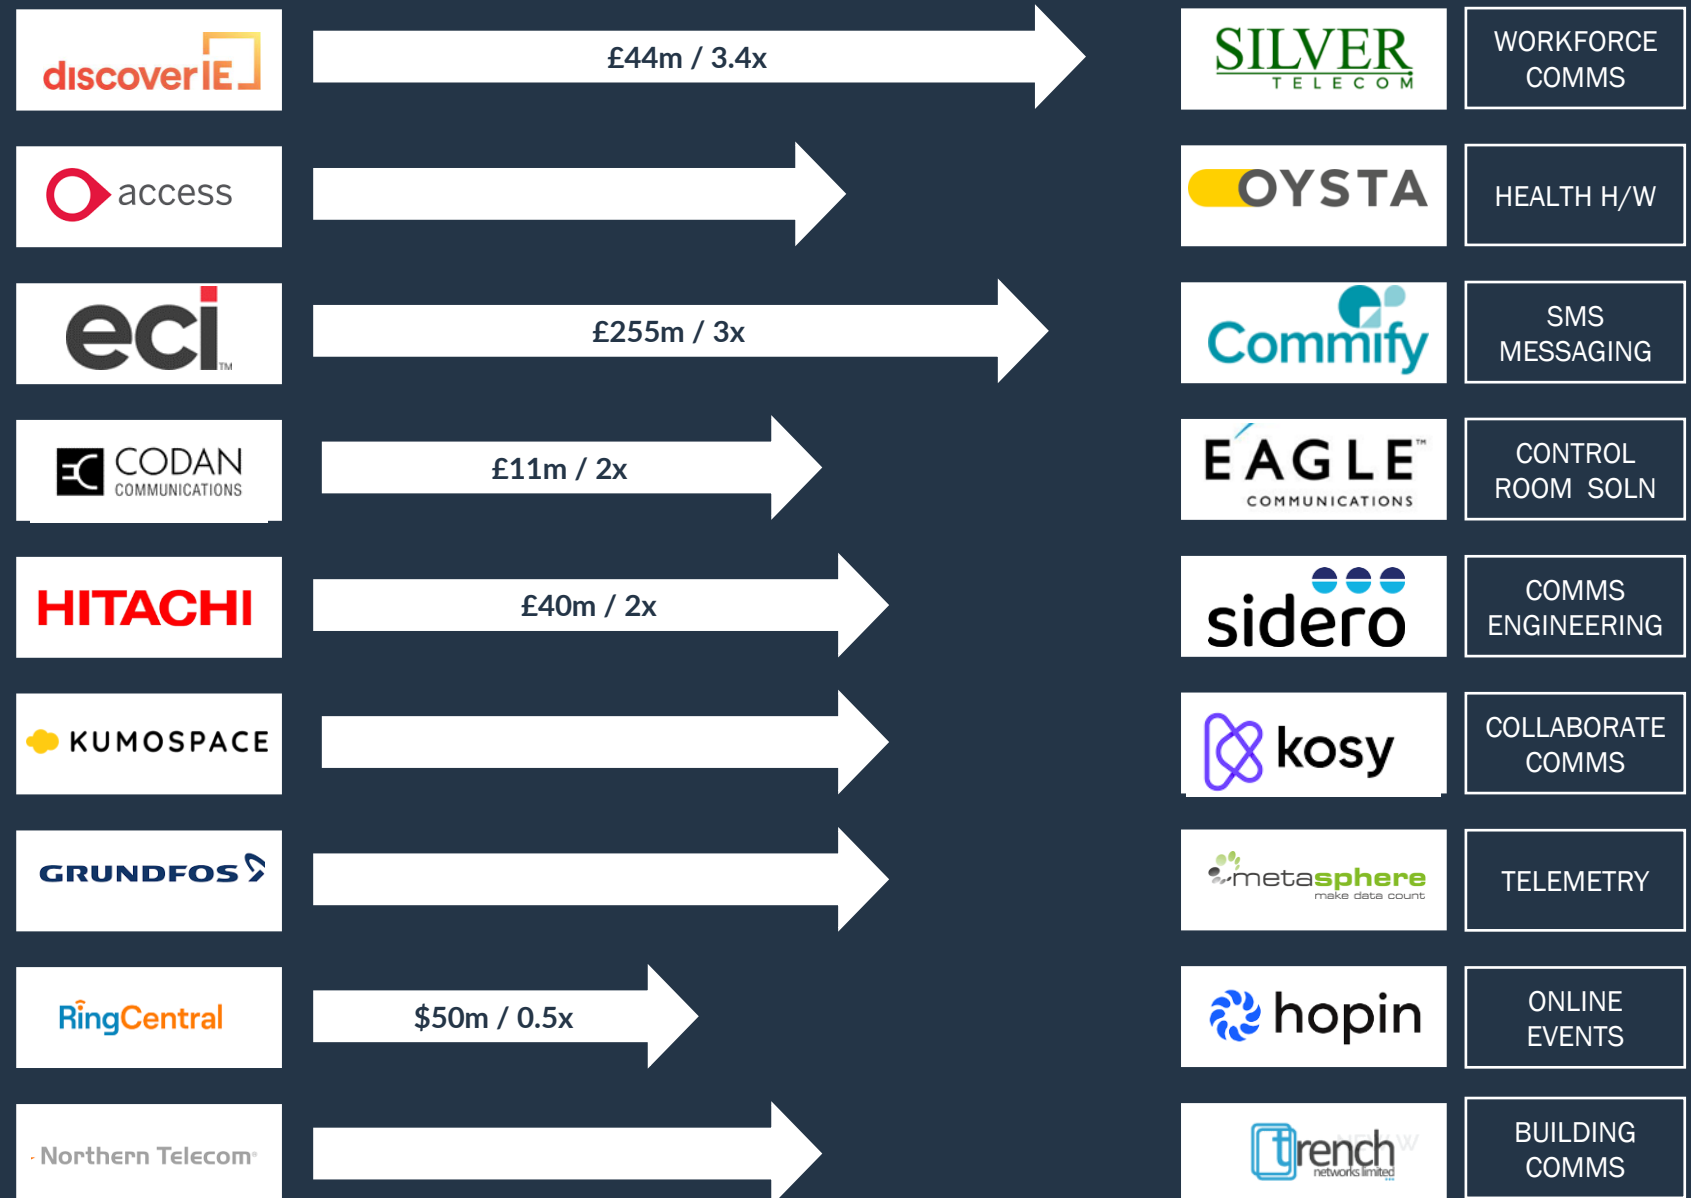 discoverIE
£44m / 3.4x
SILVER
TELECOM
WORKFORCE
COMMS
access
OYSTA
HEALTH H/W
eci
TM
£255m / 3x
Commify
SMS
MESSAGING
CODAN
COMMUNICATIONS
£11m / 2x
EAGLE™
COMMUNICATIONS
CONTROL
ROOM SOLN
HITACHI
£40m / 2x
sidero
COMMS
ENGINEERING
KUMOSPACE
kosy
COLLABORATE
COMMS
GRUNDFOS
metasphere
make data count
TELEMETRY
RingCentral
$50m / 0.5x
hopin
ONLINE
EVENTS
Northern Telecom
trench
networks limited
BUILDING
COMMS